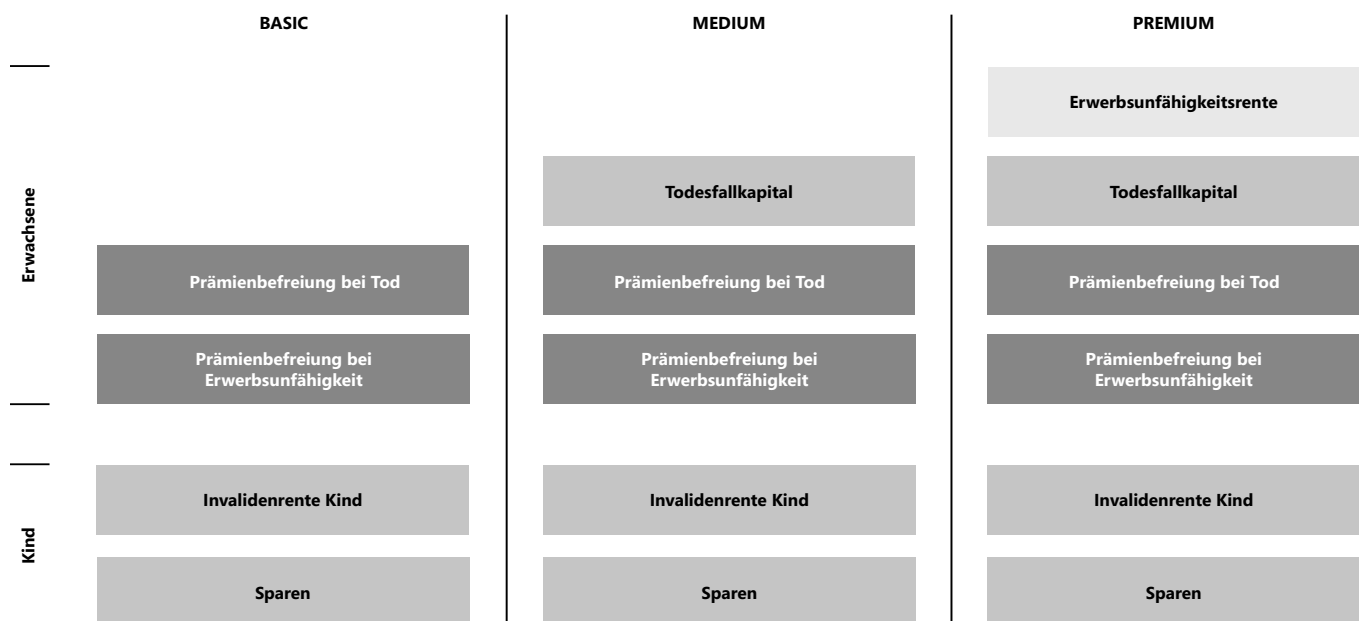 BASIC
MEDIUM
PREMIUM
Erwachsene
Erwerbsunfähigkeitsrente
Todesfallkapital
Todesfallkapital
Prämienbefreiung bei Tod
Prämienbefreiung bei Tod
Prämienbefreiung bei Tod
Prämienbefreiung bei
Erwerbsunfähigkeit
Prämienbefreiung bei
Erwerbsunfähigkeit
Prämienbefreiung bei
Erwerbsunfähigkeit
Kind
Invalidenrente Kind
Invalidenrente Kind
Invalidenrente Kind
Sparen
Sparen
Sparen